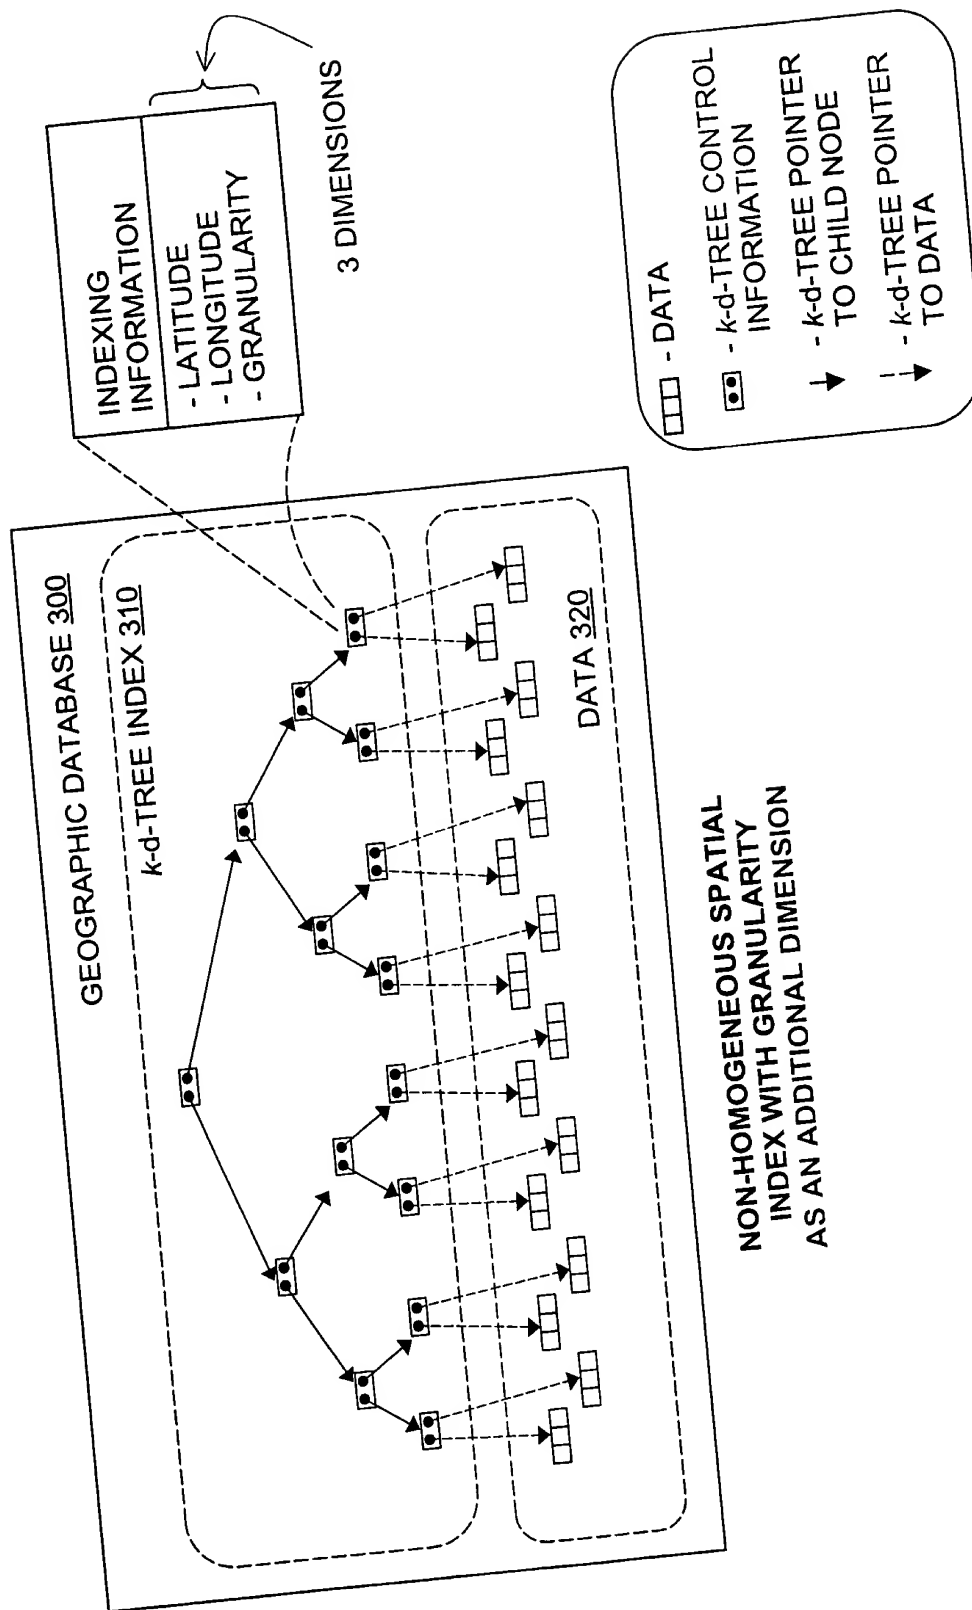 GEOGRAPHIC DATABASE 300
k-d-TREE INDEX 310
DATA 320
INDEXING
INFORMATION
- LATITUDE
- LONGITUDE
- GRANULARITY
3 DIMENSIONS
- DATA
- k-d-TREE CONTROL
INFORMATION
- k-d-TREE POINTER
TO CHILD NODE
- k-d-TREE POINTER
TO DATA
NON-HOMOGENEOUS SPATIAL
INDEX WITH GRANULARITY
AS AN ADDITIONAL DIMENSION